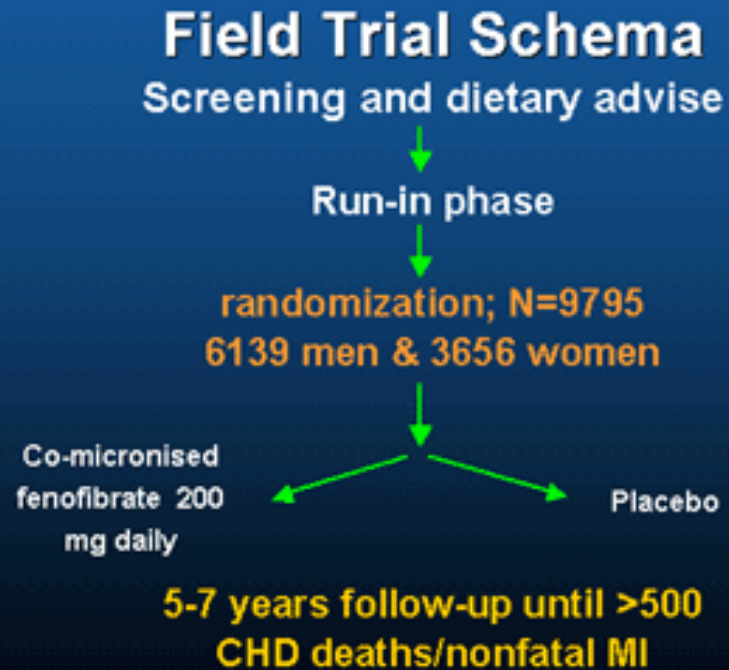 Field Trial Schema
Screening and dietary advise
Run-in phase
randomization; N=9795
6139 men & 3656 women
Co-micronised
fenofibrate 200
mg daily
Placebo
5-7 years follow-up until >500
CHD deaths/nonfatal MI